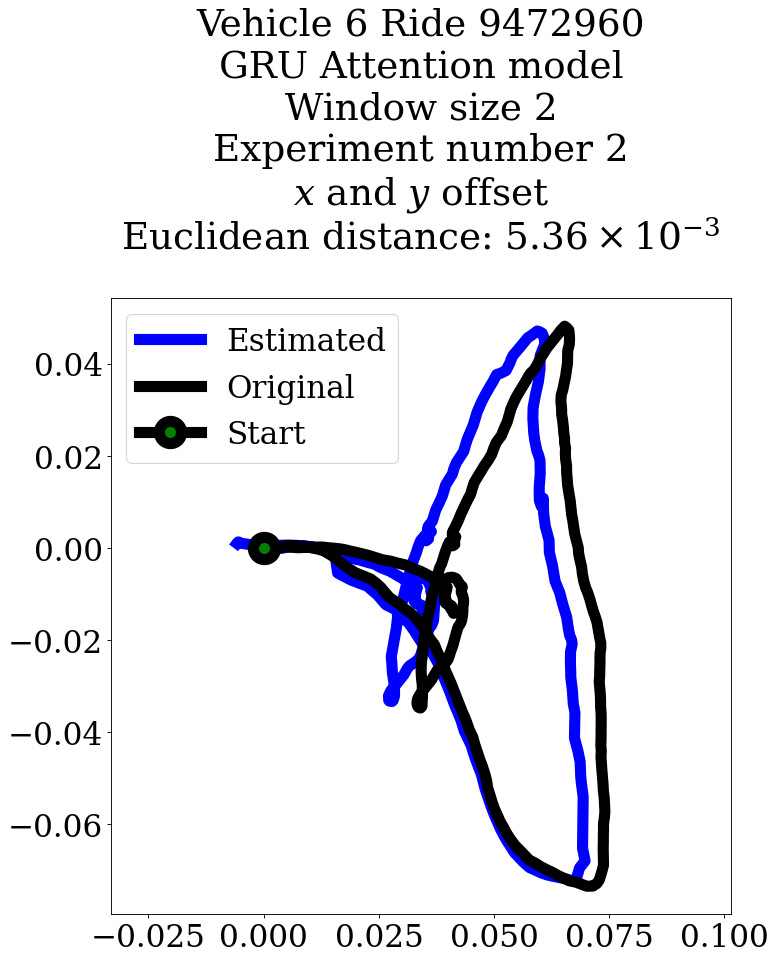 Vehicle 6 Ride 9472960
GRU Attention model
Window size 2
Experiment number 2
x and y offset
Euclidean distance: 5.36 × 10⁻³
Estimated
Original
Start
0.04
0.02
0.00
−0.02
−0.04
−0.06
−0.025 0.000 0.025 0.050 0.075 0.100